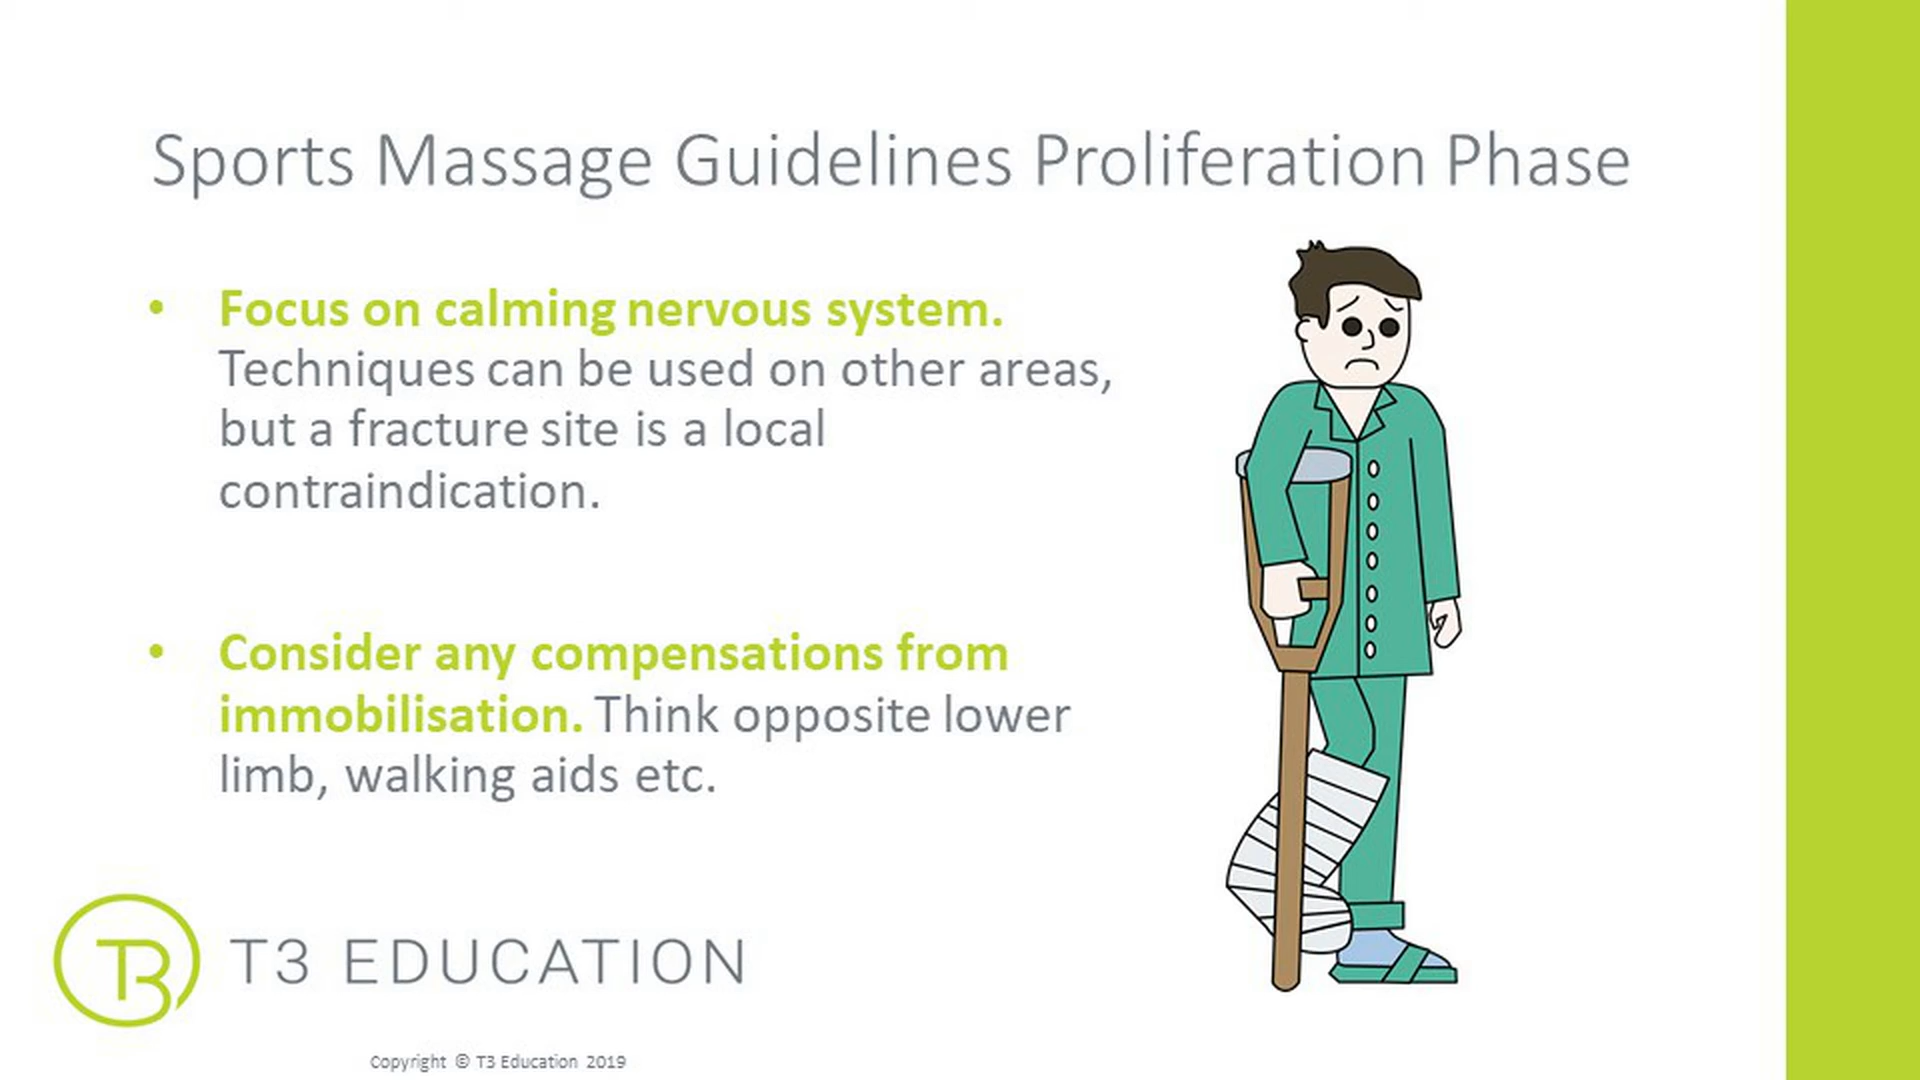 Sports Massage Guidelines Proliferation Phase
• Focus on calming nervous system.
Techniques can be used on other areas,
but a fracture site is a local
contraindication.
• Consider any compensations from
immobilisation. Think opposite lower
limb, walking aids etc.
T3 T3 EDUCATION
Copyright © T3 Education 2019